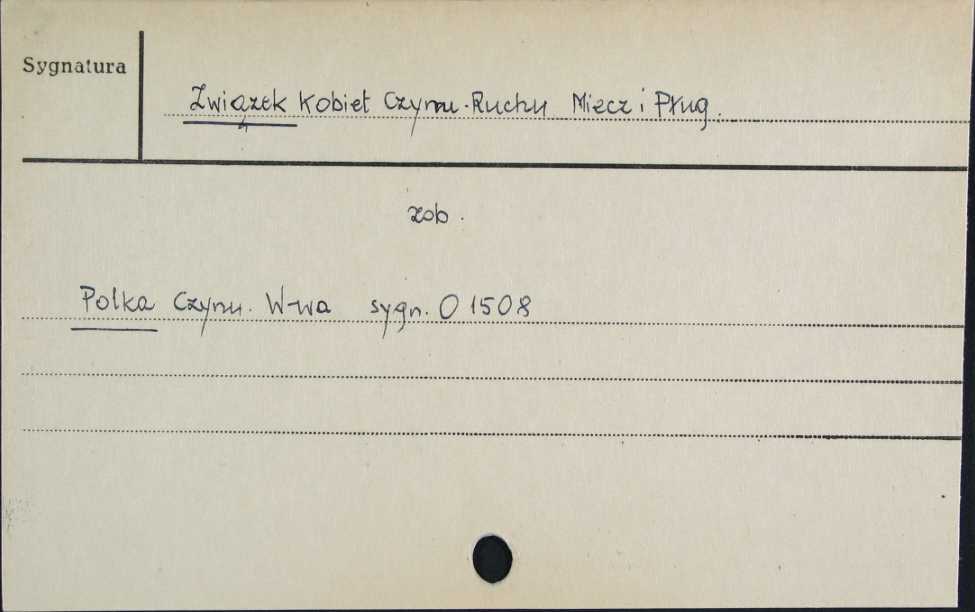 Sygnatura
Związek Kobiet Czynu. Ruchu Miecz i Pług.
zob.
Polka Czynu. W-wa sygn. O 1508